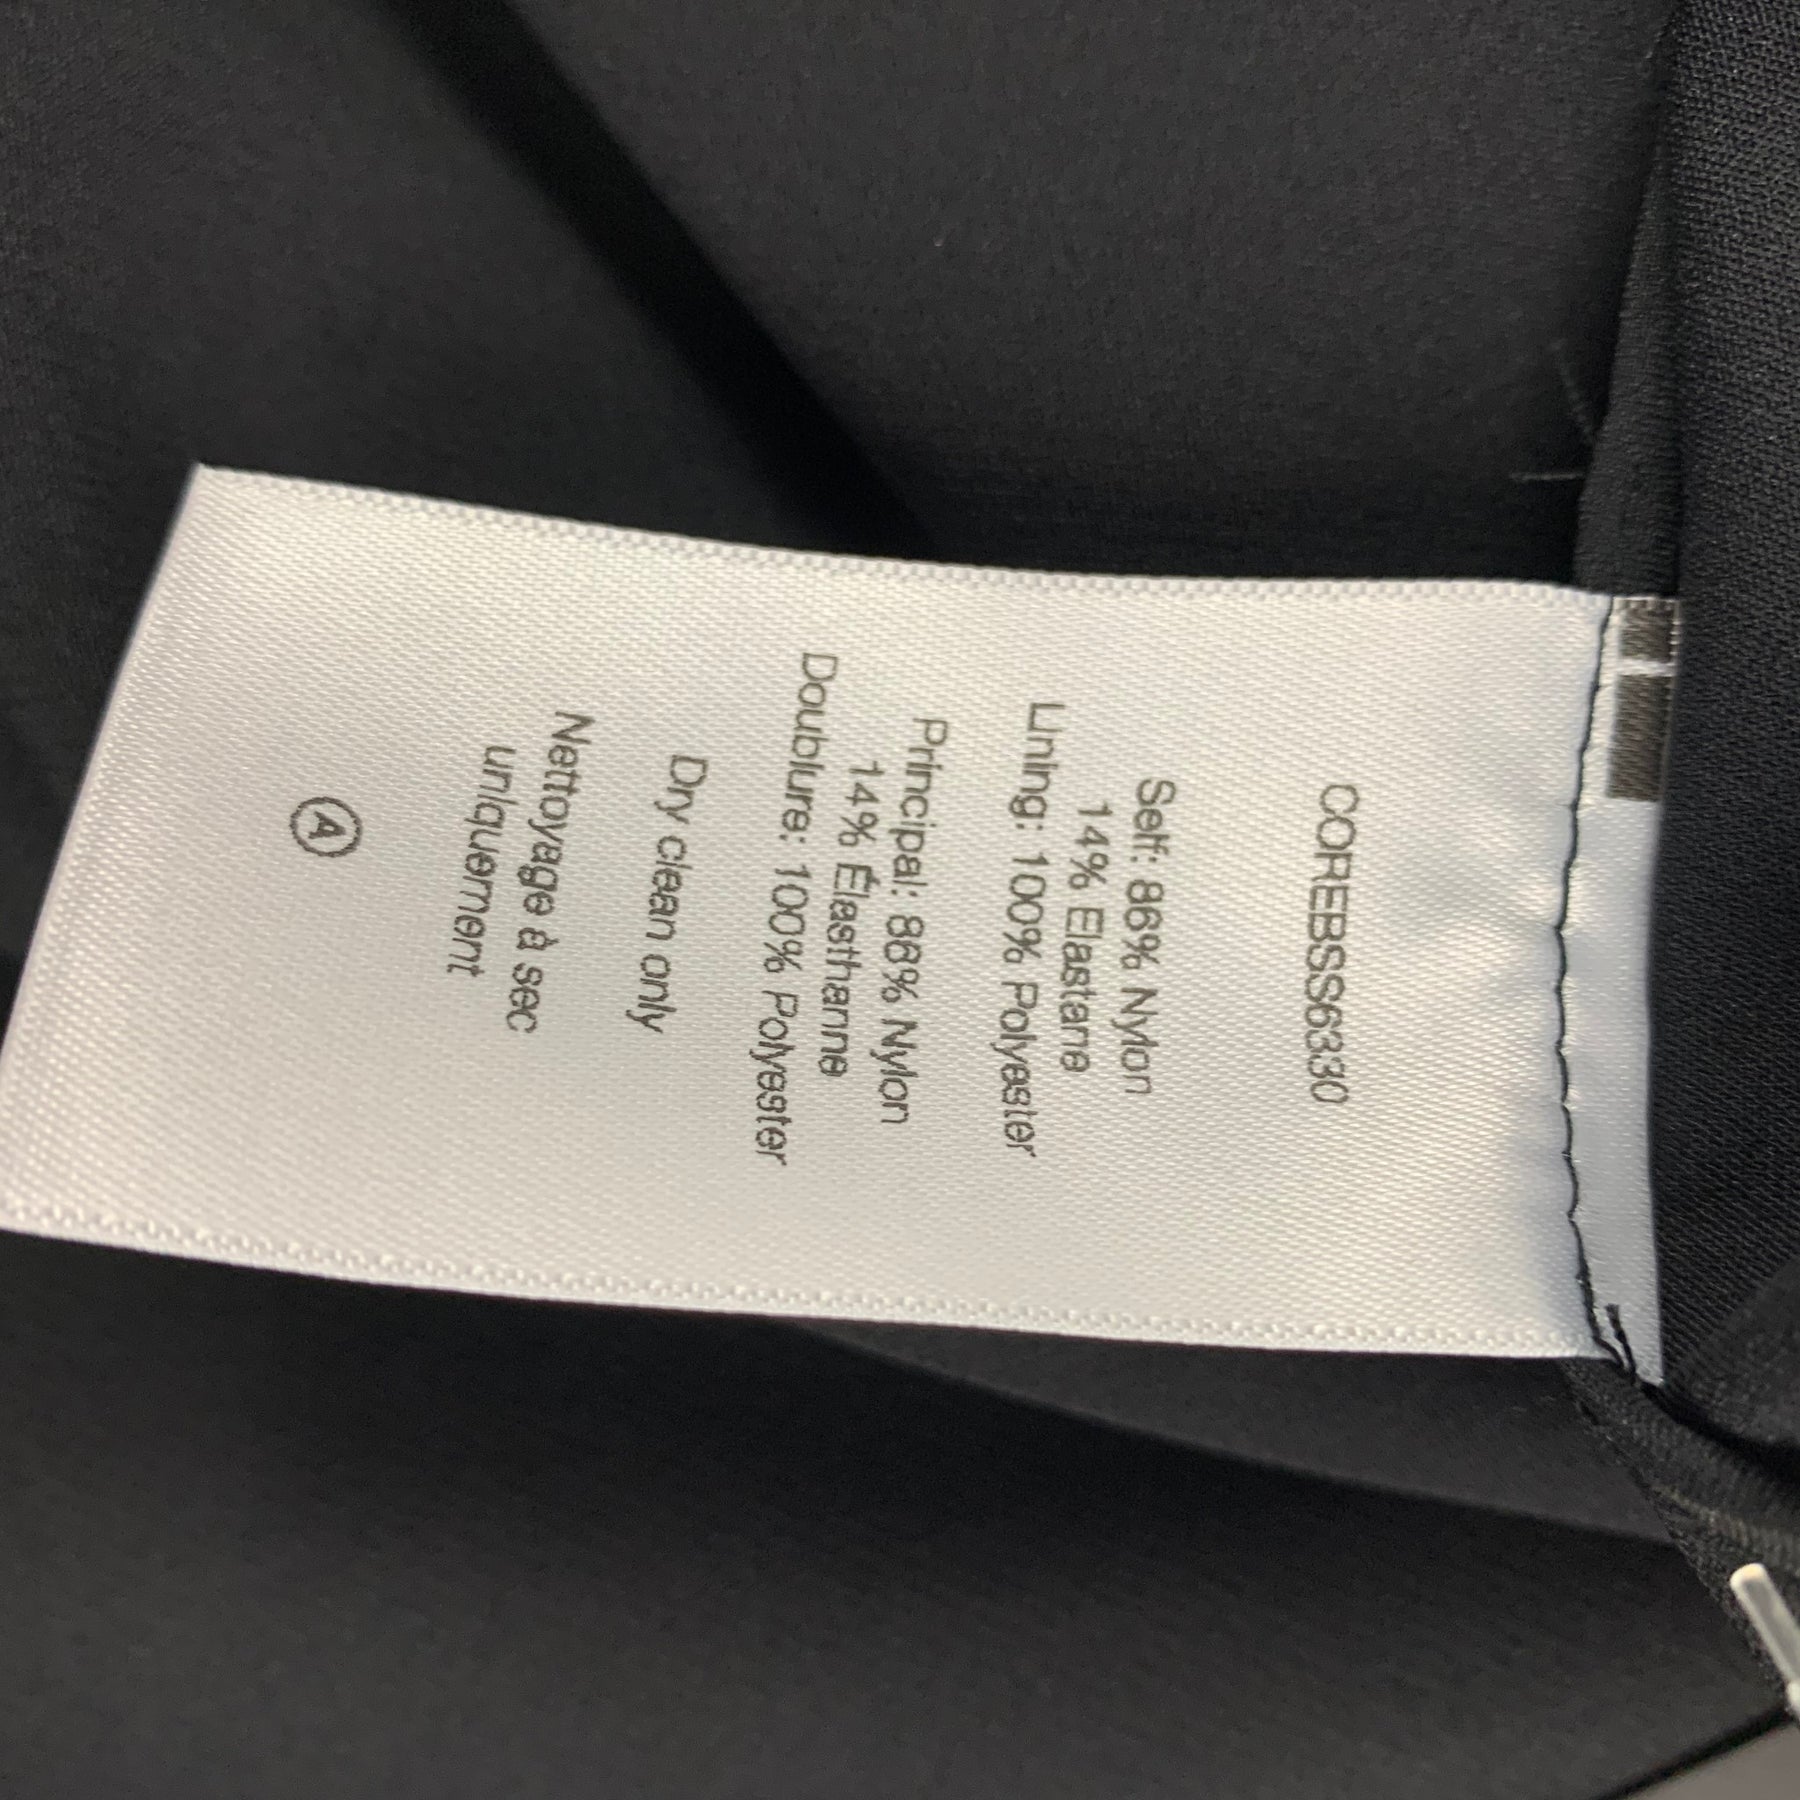 COREBSS6330
Self: 86% Nylon
14% Elastane
Lining: 100% Polyester
Principal: 86% Nylon
14% Élasthanne
Doublure: 100% Polyester
Dry clean only
Nettoyage à sec
uniquement
A